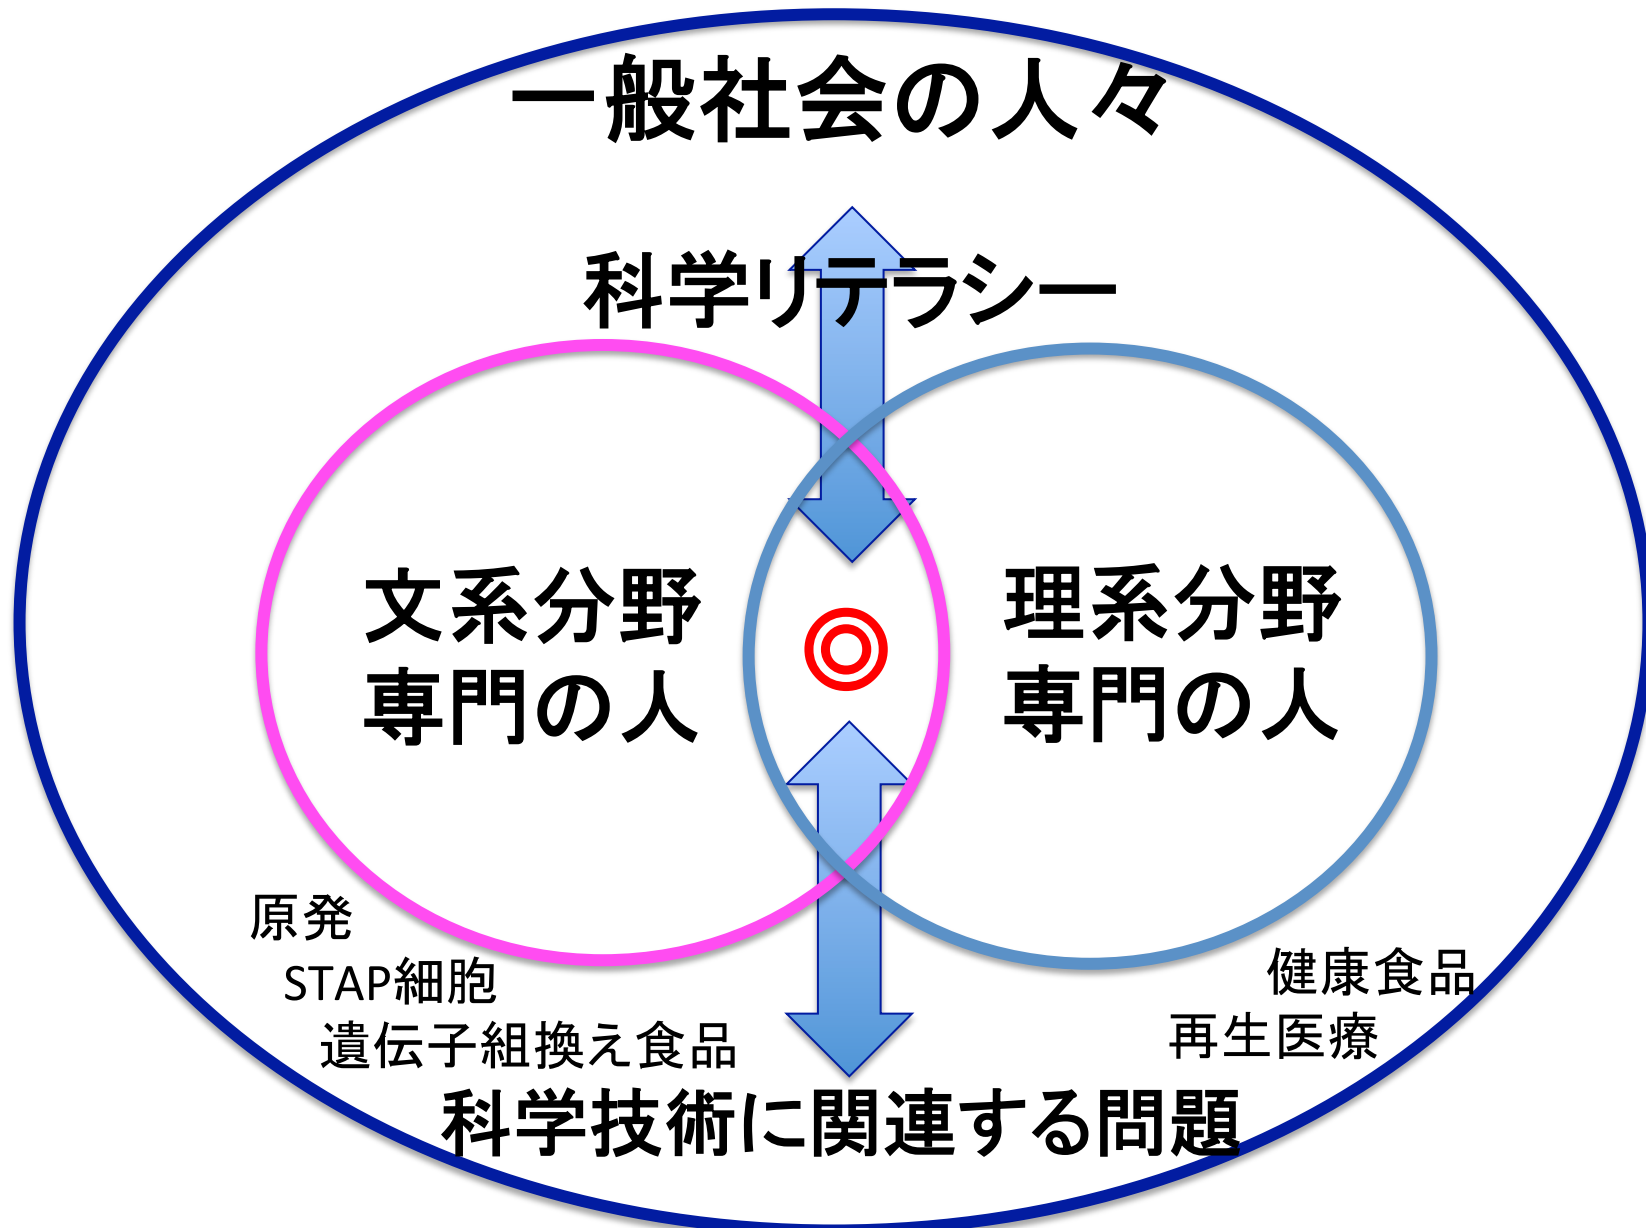 一般社会の人々
科学リテラシー
文系分野
専門の人
理系分野
専門の人
原発
STAP細胞
遺伝子組換え食品
健康食品
再生医療
科学技術に関連する問題